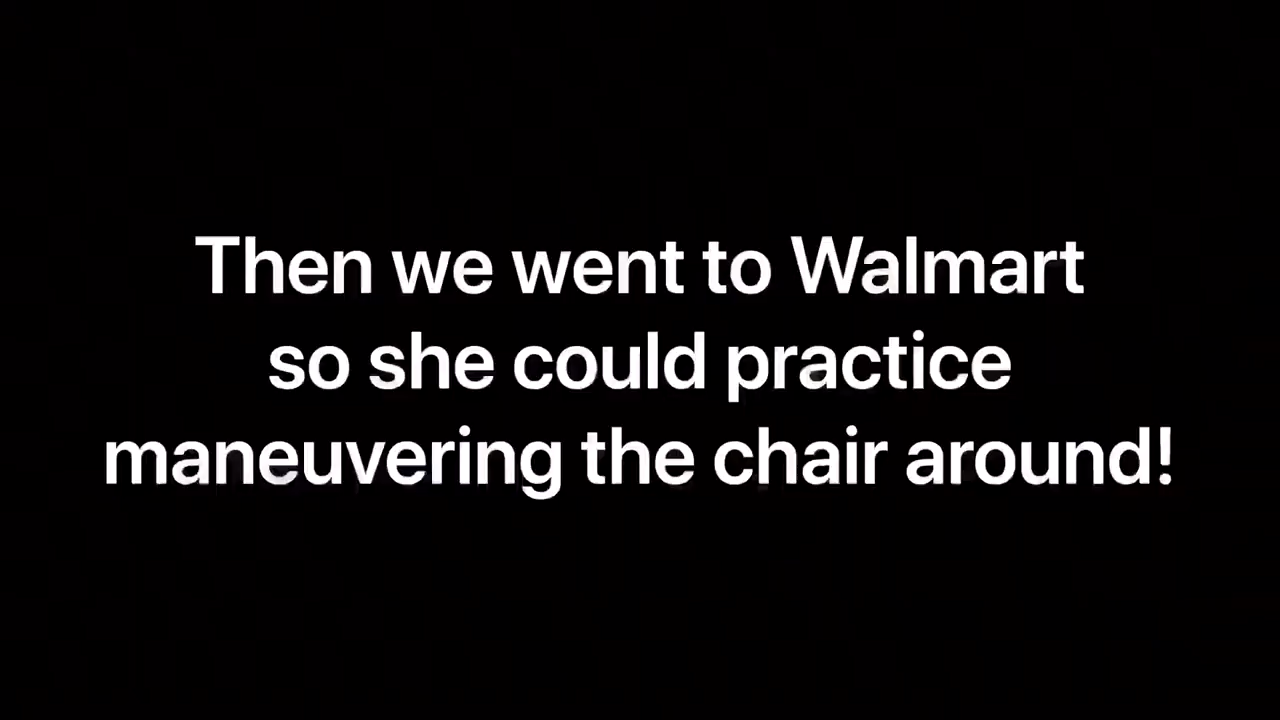 Then we went to Walmart
so she could practice
maneuvering the chair around!